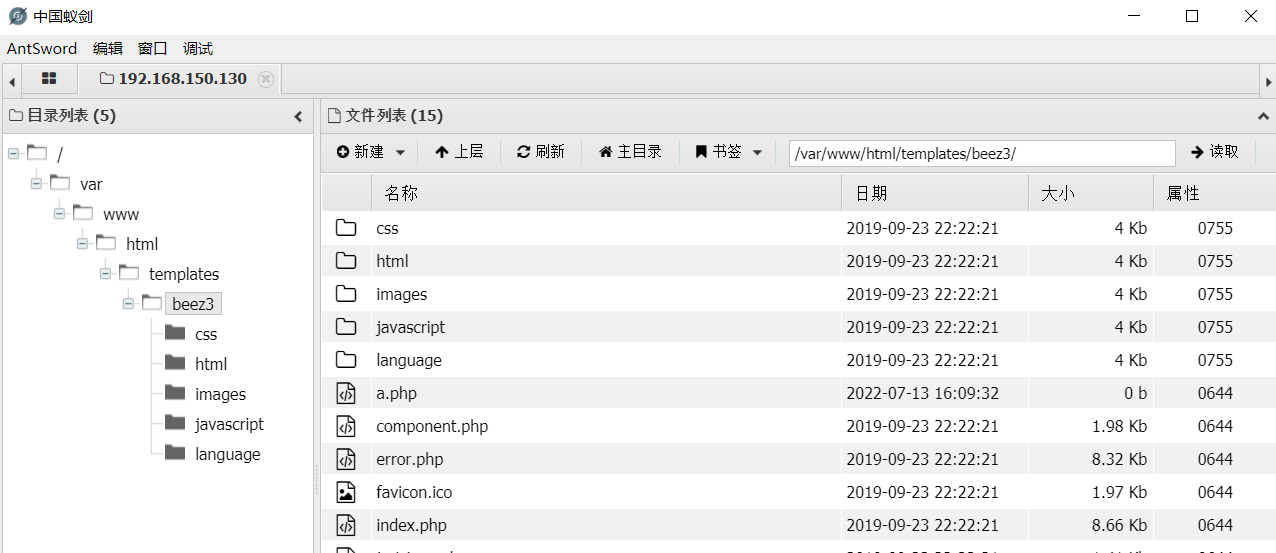 中国蚁剑
AntSword 编辑 窗口 调试
192.168.150.130
目录列表 (5)
/
var
www
html
templates
beez3
css
html
images
javascript
language
文件列表 (15)
新建 上层 刷新 主目录 书签 /var/www/html/templates/beez3/ 读取
名称 日期 大小 属性
css 2019-09-23 22:22:21 4 Kb 0755
html 2019-09-23 22:22:21 4 Kb 0755
images 2019-09-23 22:22:21 4 Kb 0755
javascript 2019-09-23 22:22:21 4 Kb 0755
language 2019-09-23 22:22:21 4 Kb 0755
a.php 2022-07-13 16:09:32 0 b 0644
component.php 2019-09-23 22:22:21 1.98 Kb 0644
error.php 2019-09-23 22:22:21 8.32 Kb 0644
favicon.ico 2019-09-23 22:22:21 1.97 Kb 0644
index.php 2019-09-23 22:22:21 8.66 Kb 0644